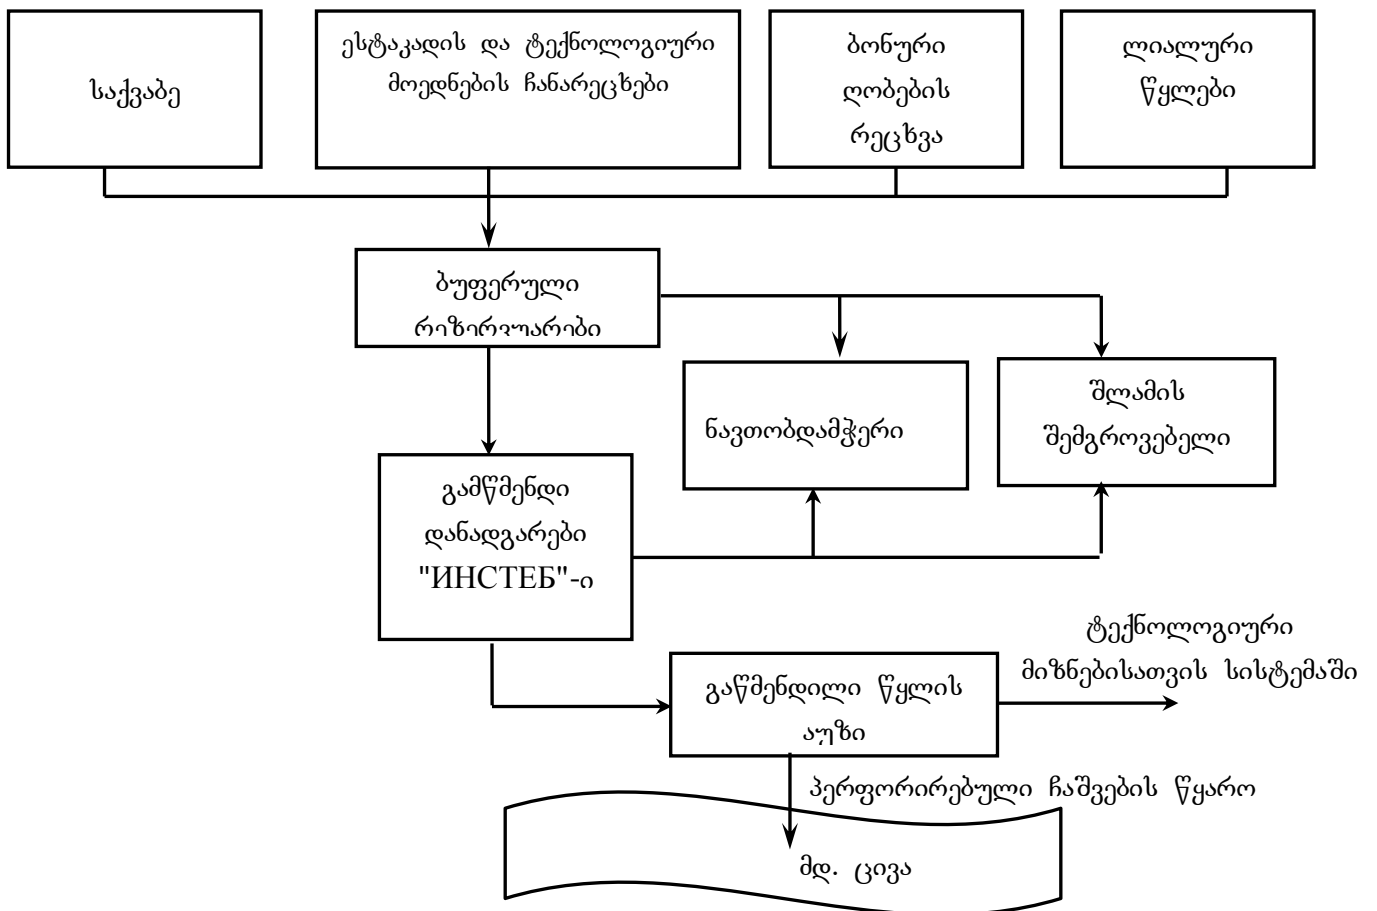 საქვაბე
ესტაკადის და ტექნოლოგიური
მოედნების ჩანარეცხები
ბონური
ღობების
რეცხვა
ლიალური
წყლები
ბუფერული
რეზერვუარები
ნავთობდამჭერი
შლამის
შემგროვებელი
გამწმენდი
დანადგარები
"ИНСТЕБ"-ი
ტექნოლოგიური
მიზნებისათვის სისტემაში
გაწმენდილი წყლის
აუზი
პერფორირებული ჩაშვების წყარო
მდ. ცივა